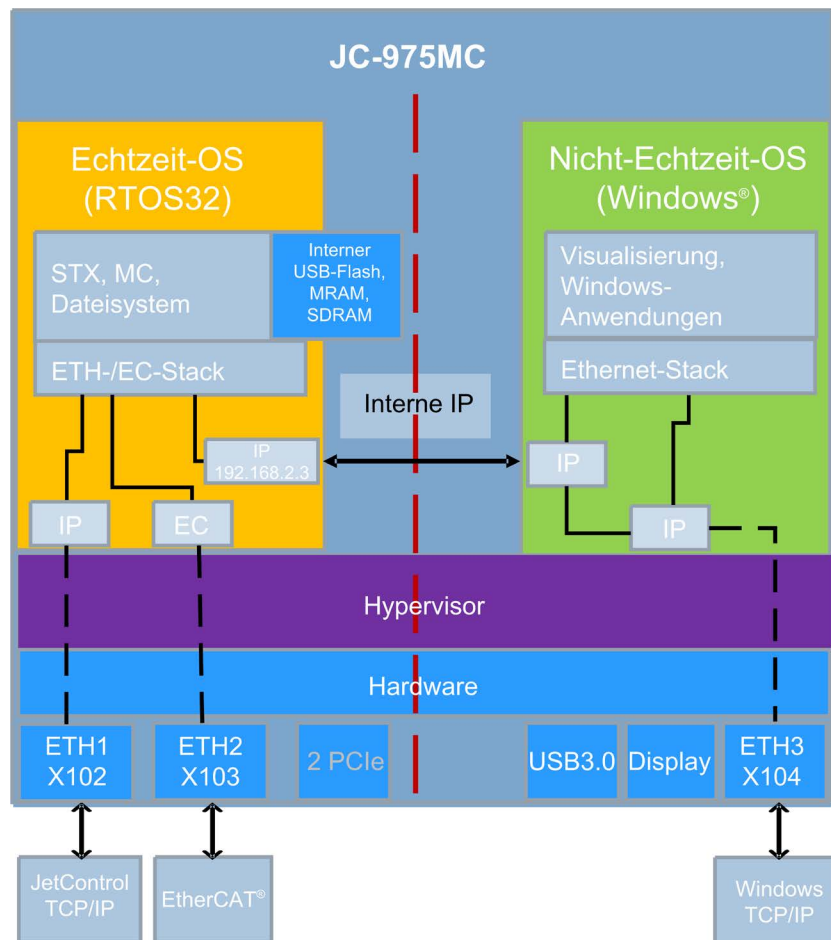 JC-975MC
Echtzeit-OS
(RTOS32)
STX, MC,
Dateisystem
Interner
USB-Flash,
MRAM,
SDRAM
ETH-/EC-Stack
IP
192.168.2.3
IP
EC
Interne IP
Nicht-Echtzeit-OS
(Windows®)
Visualisierung,
Windows-
Anwendungen
Ethernet-Stack
IP
IP
Hypervisor
Hardware
ETH1
X102
ETH2
X103
2 PCIe
USB3.0
Display
ETH3
X104
JetControl
TCP/IP
EtherCAT®
Windows
TCP/IP